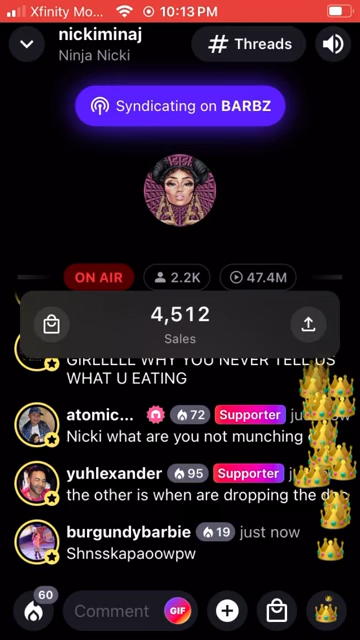 Xfinity Mo... 10:13 PM
nickiminaj
Ninja Nicki
# Threads
Syndicating on BARBZ
ON AIR 2.2K 47.4M
4,512
Sales
GIRLLLLL WHY YOU NEVER TELL US
WHAT U EATING
atomic... 72 Supporter
Nicki what are you not munching
yuhlexander 95 Supporter just now
the other is when are dropping the
burgundybarbie 19 just now
Shnsskapaoowpw
60
Comment GIF